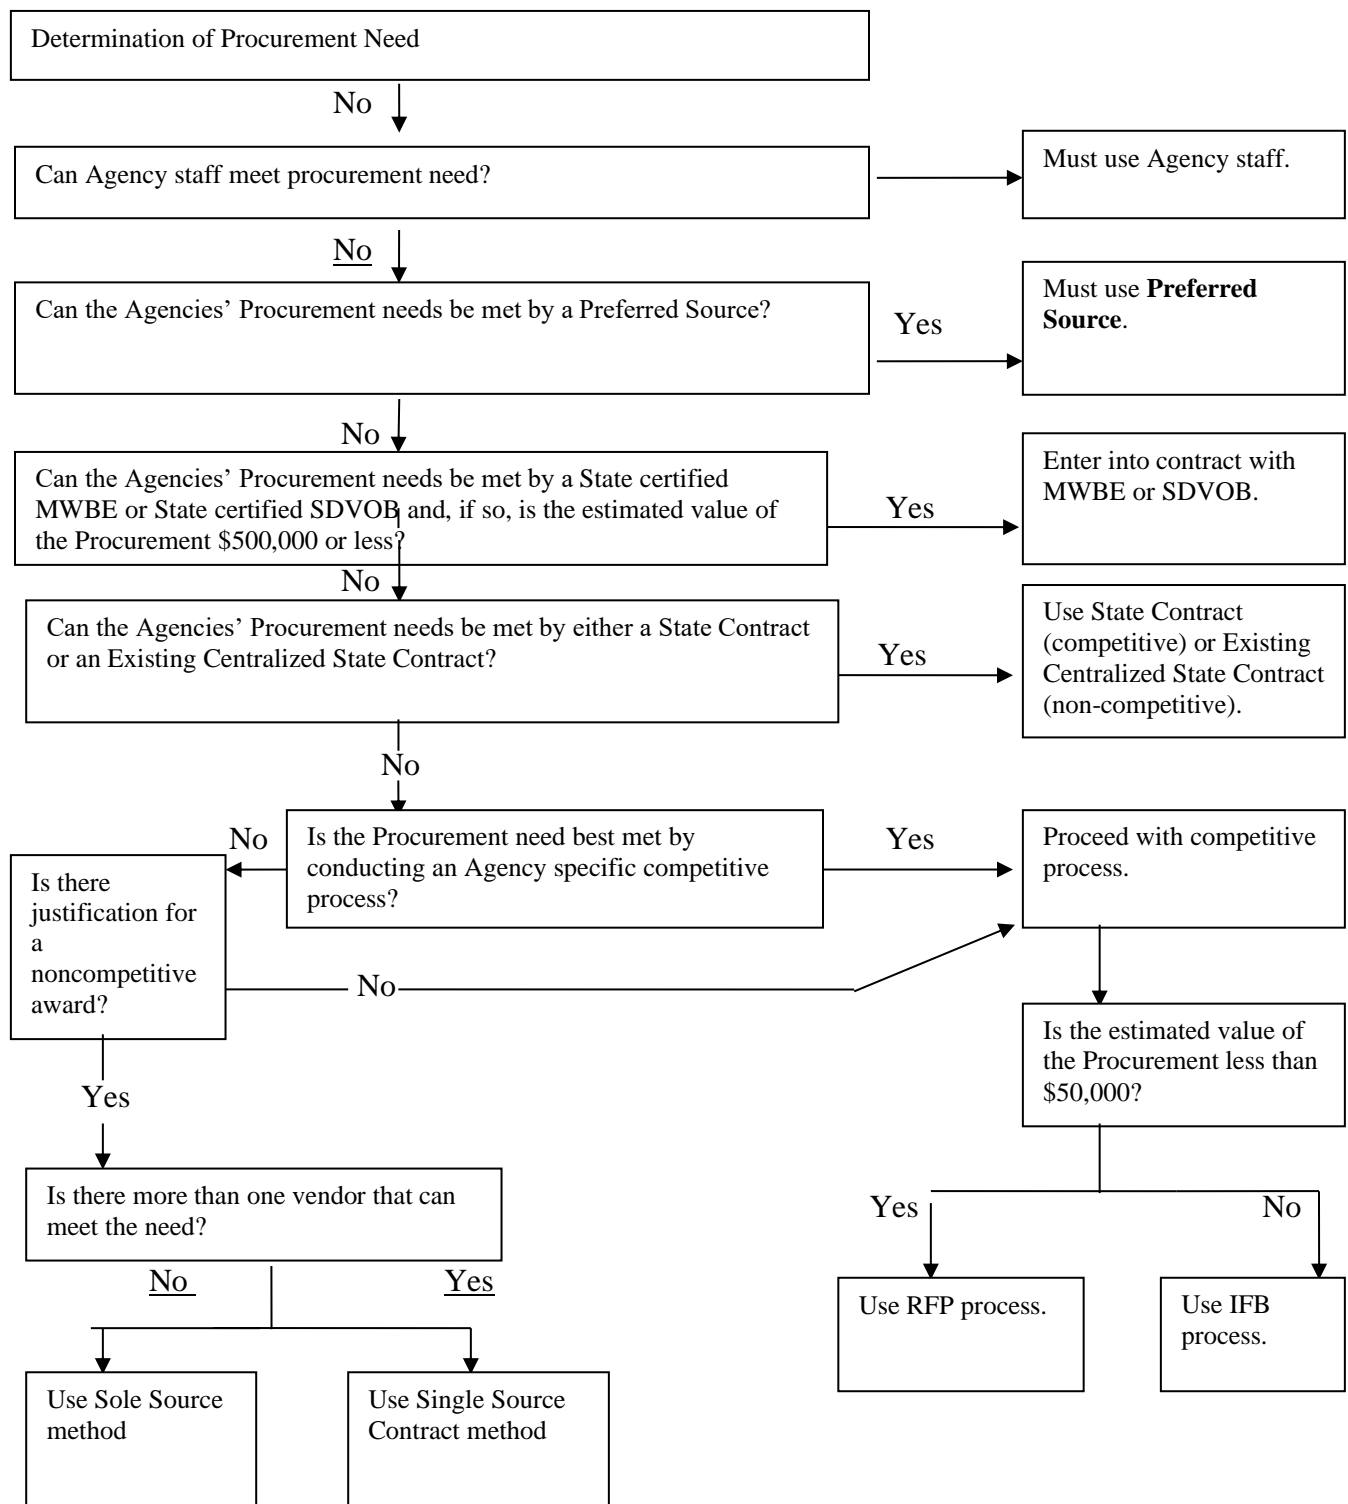 Determination of Procurement Need
No
Can Agency staff meet procurement need?
Must use Agency staff.
No
Can the Agencies’ Procurement needs be met by a Preferred Source?
Yes
Must use Preferred
Source.
No
Can the Agencies’ Procurement needs be met by a State certified
MWBE or State certified SDVOB and, if so, is the estimated value of
the Procurement $500,000 or less?
Yes
Enter into contract with
MWBE or SDVOB.
No
Can the Agencies’ Procurement needs be met by either a State Contract
or an Existing Centralized State Contract?
Yes
Use State Contract
(competitive) or Existing
Centralized State Contract
(non-competitive).
No
Is the Procurement need best met by
conducting an Agency specific competitive
process?
No
Yes
Proceed with competitive
process.
Is there
justification for
a
noncompetitive
award?
No
Is the estimated value of
the Procurement less than
$50,000?
Yes
Is there more than one vendor that can
meet the need?
Yes
No
No
Yes
Use RFP process.
Use IFB
process.
Use Sole Source
method
Use Single Source
Contract method